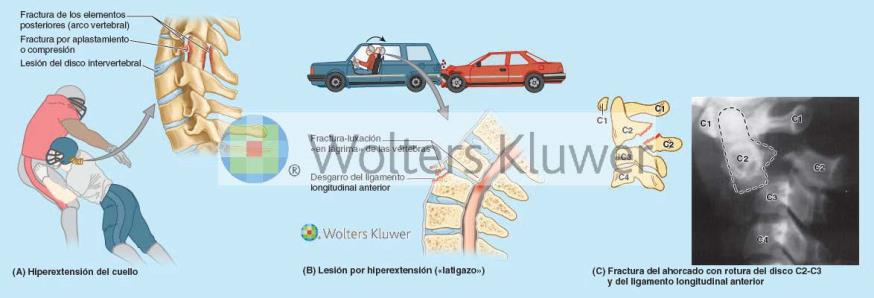 Fractura de los elementos
posteriores (arco vertebral)
Fractura por aplastamiento
o compresión
Lesión del disco intervertebral
(A) Hiperextensión del cuello
Fractura-luxación
«en lágrima» de las vértebras
Desgarro del ligamento
longitudinal anterior
® Wolters Kluwer
Wolters Kluwer
(B) Lesión por hiperextensión («latigazo»)
C1
C1
C2
C2
C3
C4
C1
C1
C2
C2
C3
C4
(C) Fractura del ahorcado con rotura del disco C2-C3
y del ligamento longitudinal anterior